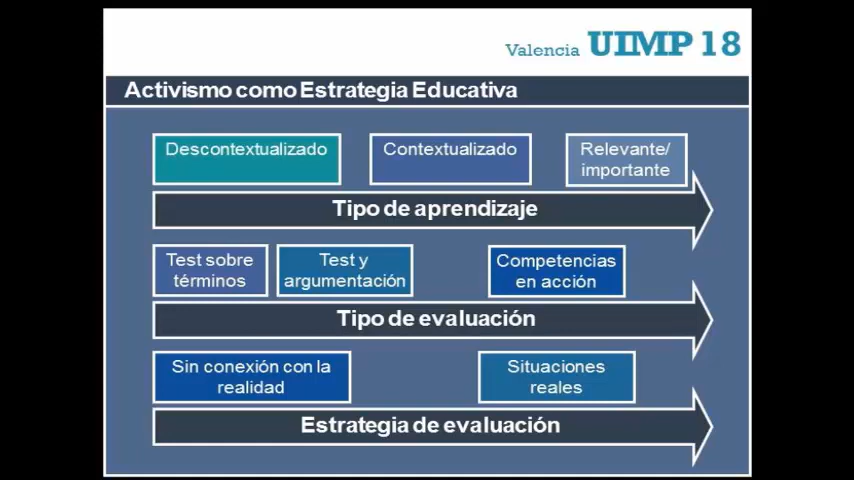 Valencia UIMP 18
Activismo como Estrategia Educativa
Descontextualizado
Contextualizado
Relevante/
importante
Tipo de aprendizaje
Test sobre
términos
Test y
argumentación
Competencias
en acción
Tipo de evaluación
Sin conexión con la
realidad
Situaciones
reales
Estrategia de evaluación